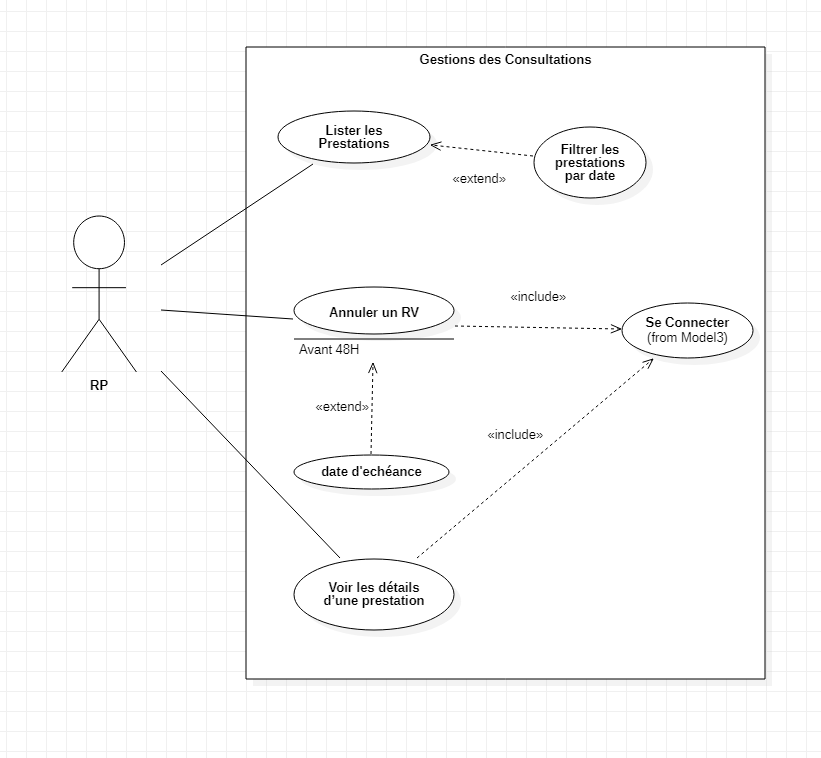 Gestions des Consultations
Lister les
Prestations
Filtrer les
prestations
par date
«extend»
Annuler un RV
Avant 48H
«include»
Se Connecter
(from Model3)
RP
«extend»
«include»
date d'echéance
Voir les détails
d'une prestation